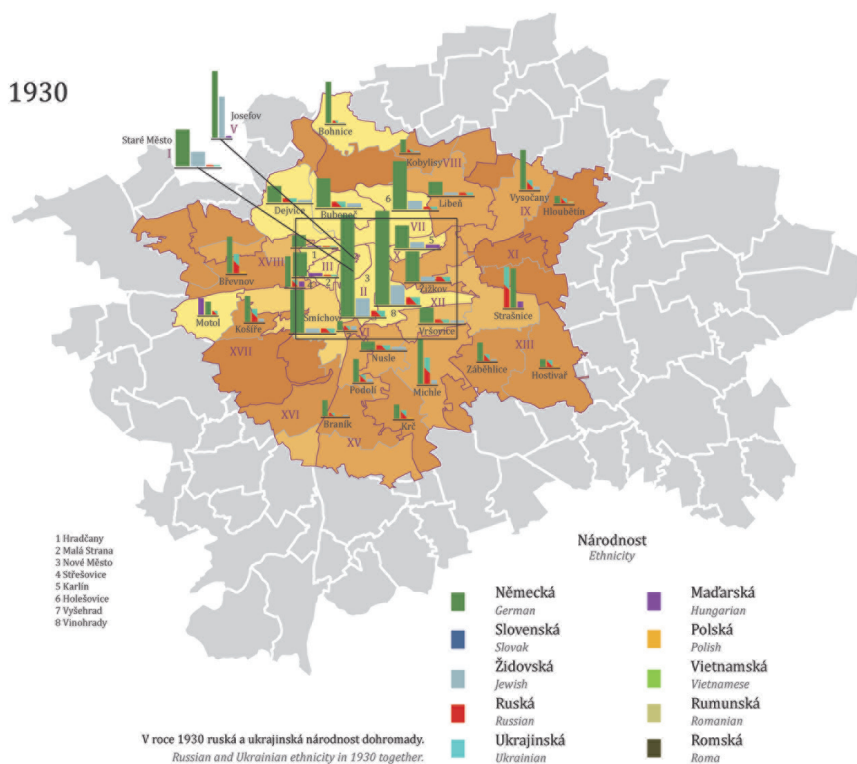 1930
Josefov
V
Staré Město
I
Bohnice
Kobylisy
VIII
Vysočany
Hloubětín
IX
Libeň
6
Dejvice
Bubeneč
VII
5
XI
1
XVIII
III
X
Žižkov
Břevnov
2
3
II
4
XII
Strašnice
Motol
Košíře
Smíchov
8
Vršovice
VI
Nusle
XVII
XIII
Záběhlice
Hostivař
Podolí
Michle
XVI
Braník
Krč
XV
1 Hradčany
2 Malá Strana
3 Nové Město
4 Střešovice
5 Karlín
6 Holešovice
7 Vyšehrad
8 Vinohrady
Národnost
Ethnicity
Německá
German
Slovenská
Slovak
Židovská
Jewish
Ruská
Russian
Ukrajinská
Ukrainian
Maďarská
Hungarian
Polská
Polish
Vietnamská
Vietnamese
Rumunská
Romanian
Romská
Roma
V roce 1930 ruská a ukrajinská národnost dohromady.
Russian and Ukrainian ethnicity in 1930 together.